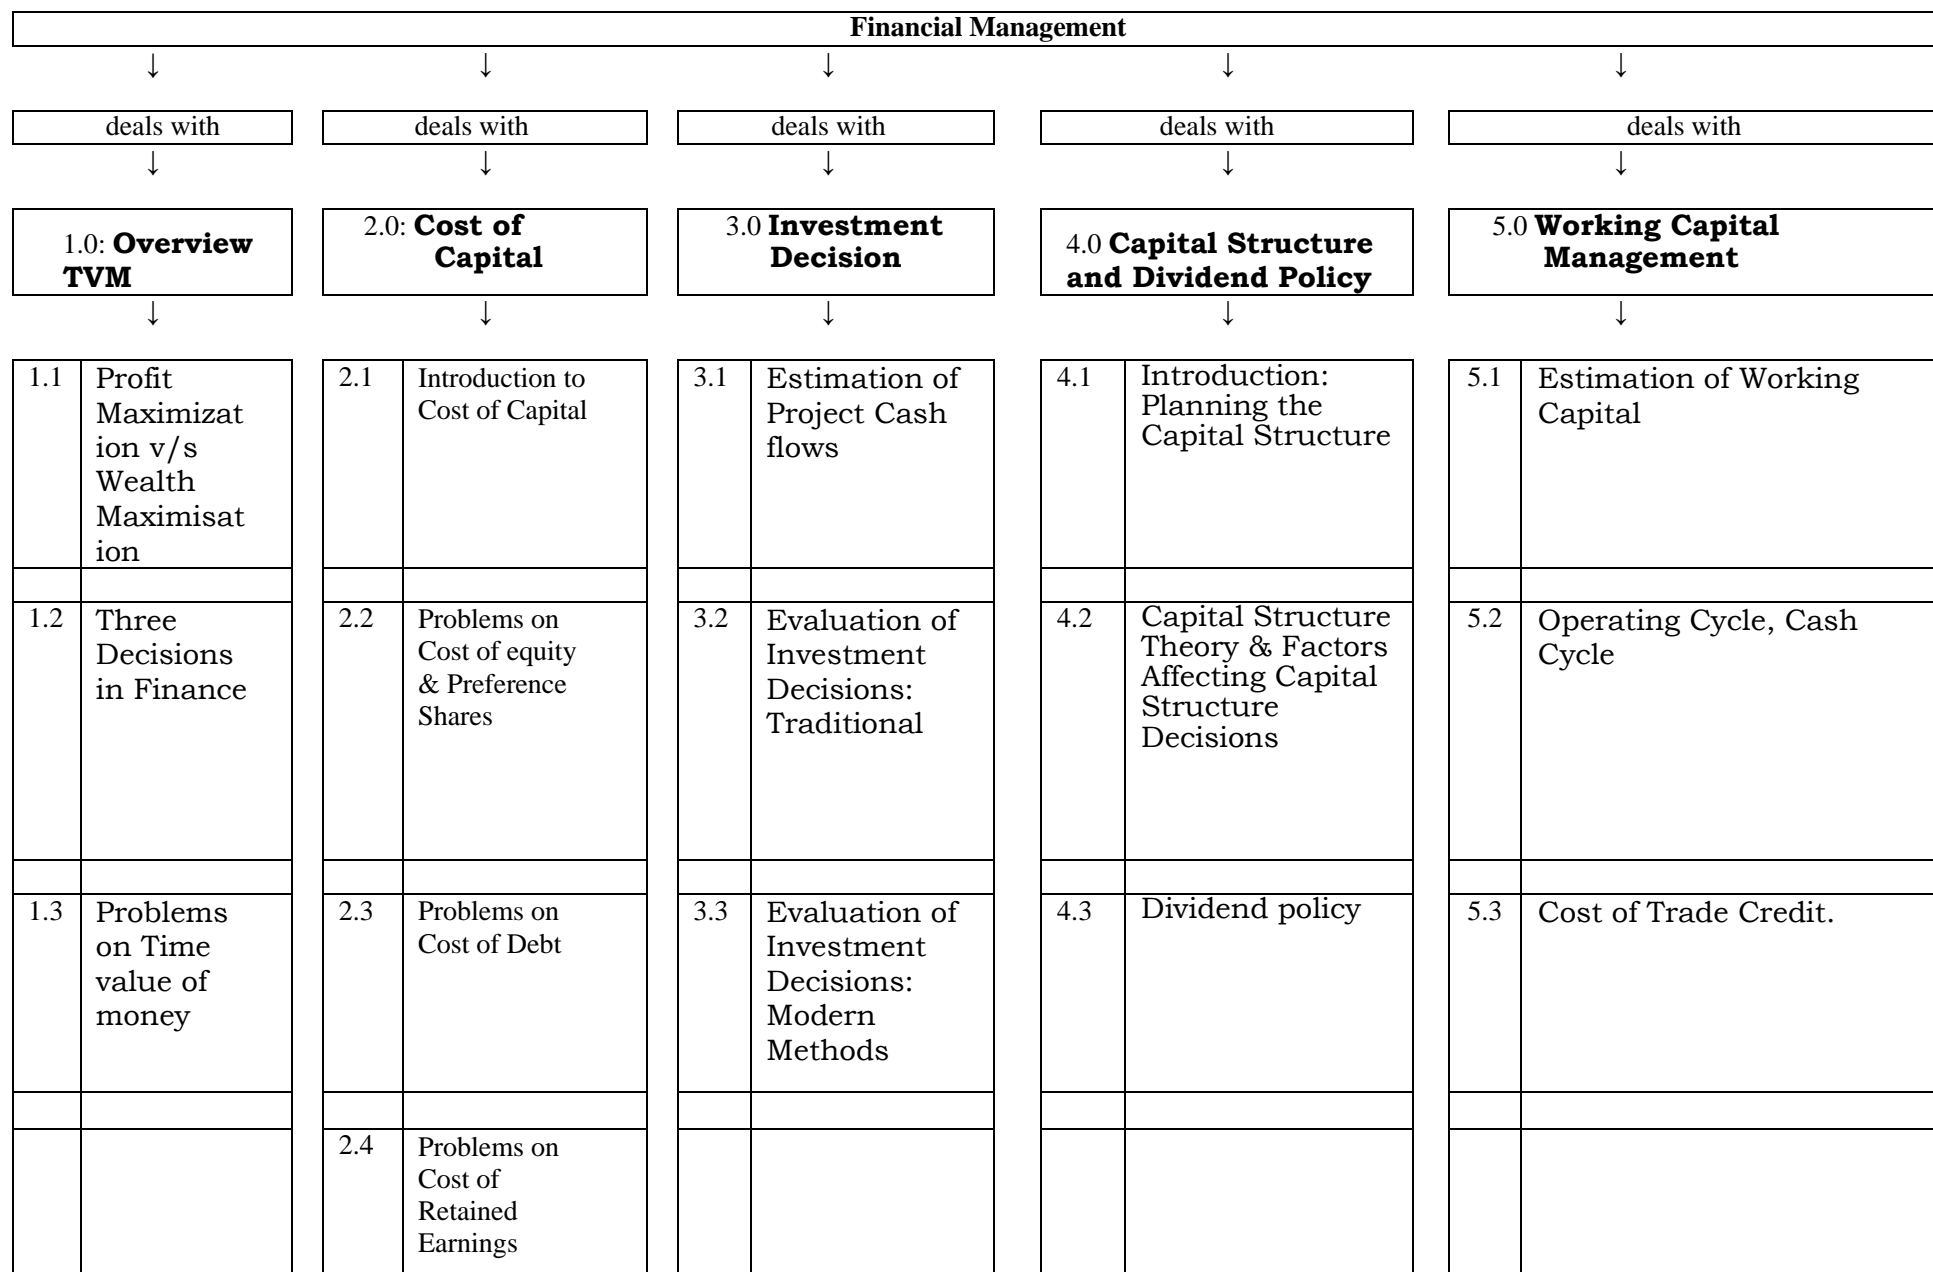 Financial Management
↓ ↓ ↓ ↓ ↓
deals with
deals with
deals with
deals with
deals with
↓ ↓ ↓ ↓ ↓
1.0: Overview
TVM
2.0: Cost of
Capital
3.0 Investment
Decision
4.0 Capital Structure
and Dividend Policy
5.0 Working Capital
Management
↓ ↓ ↓ ↓ ↓
1.1 Profit
Maximizat
ion v/s
Wealth
Maximisat
ion
2.1 Introduction to
Cost of Capital
3.1 Estimation of
Project Cash
flows
4.1 Introduction:
Planning the
Capital Structure
5.1 Estimation of Working
Capital
1.2 Three
Decisions
in Finance
2.2 Problems on
Cost of equity
& Preference
Shares
3.2 Evaluation of
Investment
Decisions:
Traditional
4.2 Capital Structure
Theory & Factors
Affecting Capital
Structure
Decisions
5.2 Operating Cycle, Cash
Cycle
1.3 Problems
on Time
value of
money
2.3 Problems on
Cost of Debt
3.3 Evaluation of
Investment
Decisions:
Modern
Methods
4.3 Dividend policy
5.3 Cost of Trade Credit.
2.4 Problems on
Cost of
Retained
Earnings